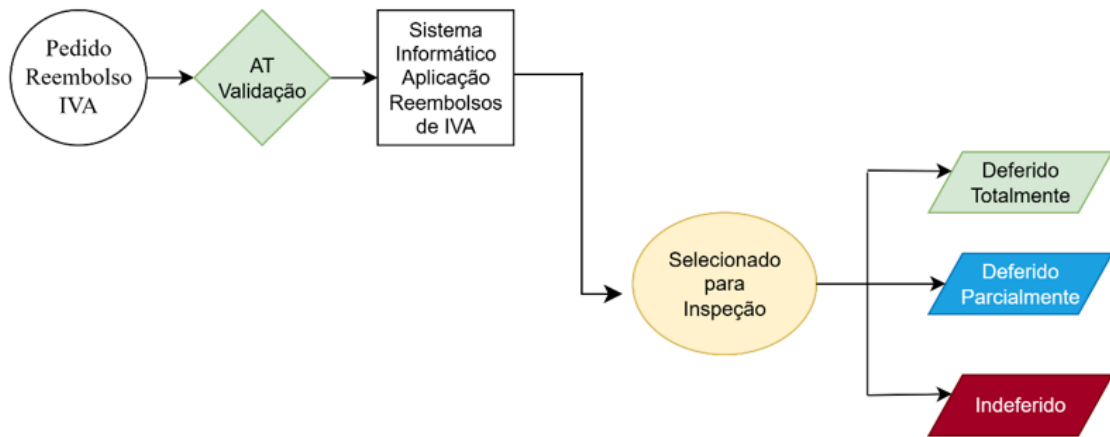 Pedido
Reembolso
IVA
AT
Validação
Sistema
Informático
Aplicação
Reembolsos
de IVA
Selecionado
para
Inspeção
Deferido
Totalmente
Deferido
Parcialmente
Indeferido